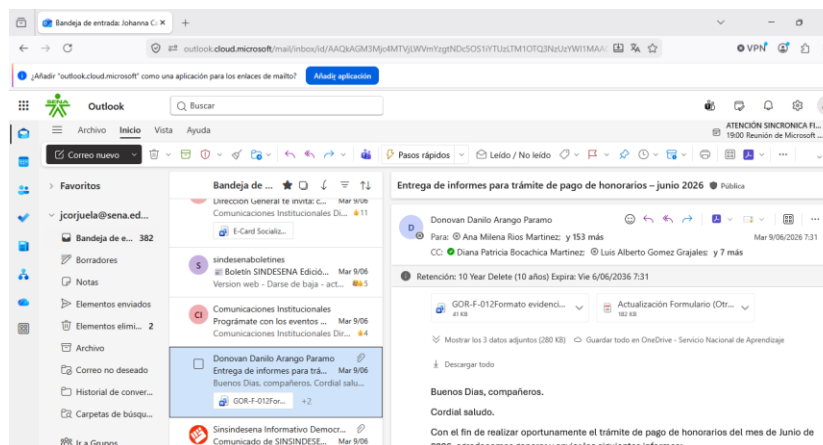 Bandeja de entrada: Johanna C
outlook.cloud.microsoft/mail/inbox/id/
VPN
¿Añadir "outlook.cloud.microsoft" como una aplicación para los enlaces de mailto?
Añadir aplicación
SENA
Outlook
Buscar
Archivo Inicio Vista Ayuda
ATENCIÓN SINCRONICA FI...
19:00 Reunión de Microsoft ...
Correo nuevo
Pasos rápidos
Leído / No leído
Favoritos
jcorjuela@sena.ed...
Bandeja de e... 382
Borradores
Notas
Elementos enviados
Elementos elimi... 2
Archivo
Correo no deseado
Historial de conver...
Carpetas de búsqu...
Ir a Grupos
Bandeja de ...
Dirección General te invita: c... Mar 9/06
Comunicaciones Institucionales Di... 11
E-Card Socializ...
S
sindesenaboletines
Boletín SINDESENA Edició... Mar 9/06
Version web - Darse de baja - act... 5
CI
Comunicaciones Institucionales
Prográmate con los eventos ... Mar 9/06
Comunicaciones Institucionales Dir... 4
Donovan Danilo Arango Paramo
Entrega de informes para trá... Mar 9/06
Buenos Dias, compañeros. Cordial salu...
GOR-F-012For... +2
Sinsindesena Informativo Democr...
Comunicado de SINSINDESE... Mar 9/06
Entrega de informes para trámite de pago de honorarios – junio 2026 Pública
D
Donovan Danilo Arango Paramo
Para: Ana Milena Rios Martinez; y 153 más
Mar 9/06/2026 7:31
CC: Diana Patricia Bocachica Martinez; Luis Alberto Gomez Grajales; y 7 más
Retención: 10 Year Delete (10 años) Expira: Vie 6/06/2036 7:31
GOR-F-012Formato evidenci...
41 KB
Actualización Formulario (Otr...
182 KB
Mostrar los 3 datos adjuntos (280 KB) Guardar todo en OneDrive - Servicio Nacional de Aprendizaje
Descargar todo
Buenos Dias, compañeros.
Cordial saludo.
Con el fin de realizar oportunamente el trámite de pago de honorarios del mes de Junio de